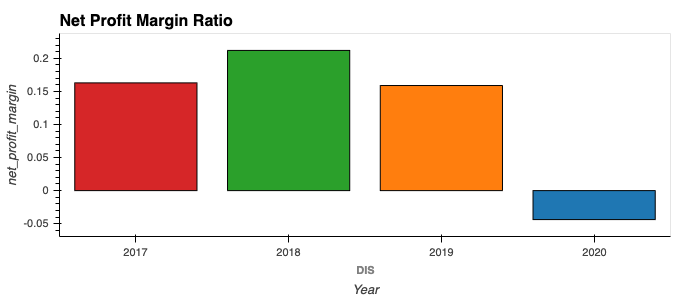 Net Profit Margin Ratio
net_profit_margin
0.2
0.15
0.1
0.05
0
-0.05
2017 2018 2019 2020
DIS
Year